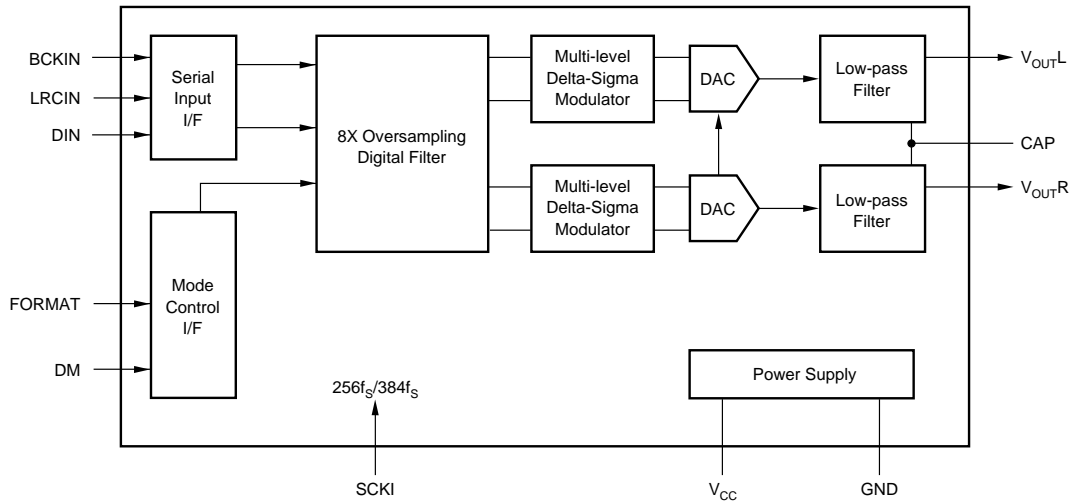 BCKIN
LRCIN
DIN
FORMAT
DM
Serial
Input
I/F
Mode
Control
I/F
8X Oversampling
Digital Filter
Multi-level
Delta-Sigma
Modulator
DAC
Low-pass
Filter
Multi-level
Delta-Sigma
Modulator
DAC
Low-pass
Filter
VOUTL
CAP
VOUTR
256fS/384fS
Power Supply
SCKI
VCC
GND